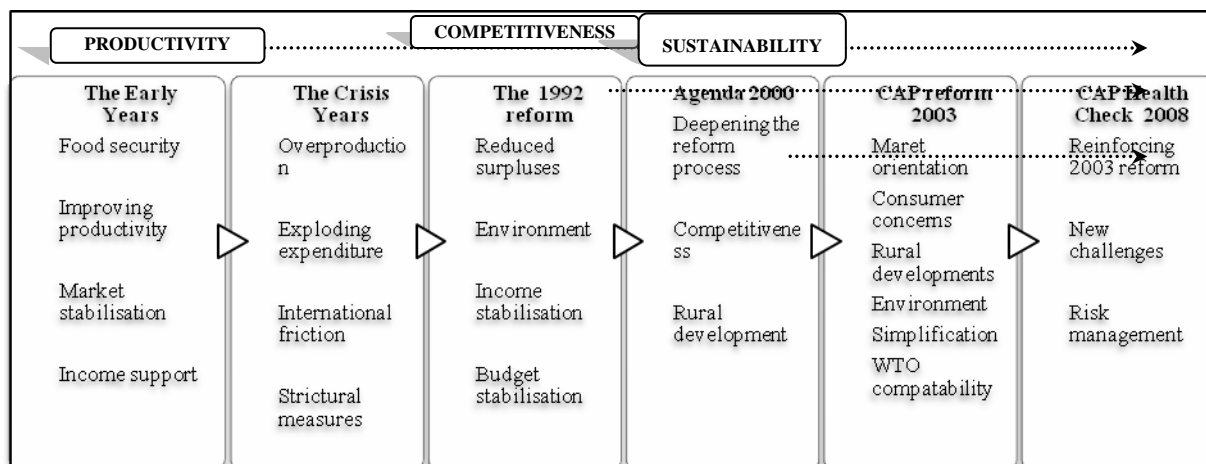 PRODUCTIVITY
COMPETITIVENESS
SUSTAINABILITY
The Early
Years
Food security
Improving
productivity
Market
stabilisation
Income support
The Crisis
Years
Overproductio
n
Exploding
expenditure
International
friction
Strictural
measures
The 1992
reform
Reduced
surpluses
Environment
Income
stabilisation
Budget
stabilisation
Agenda 2000
Deepening the
reform
process
Competitivene
ss
Rural
development
CAP reform
2003
Maret
orientation
Consumer
concerns
Rural
developments
Environment
Simplification
WTO
compatability
CAP Health
Check 2008
Reinforcing
2003 reform
New
challenges
Risk
management